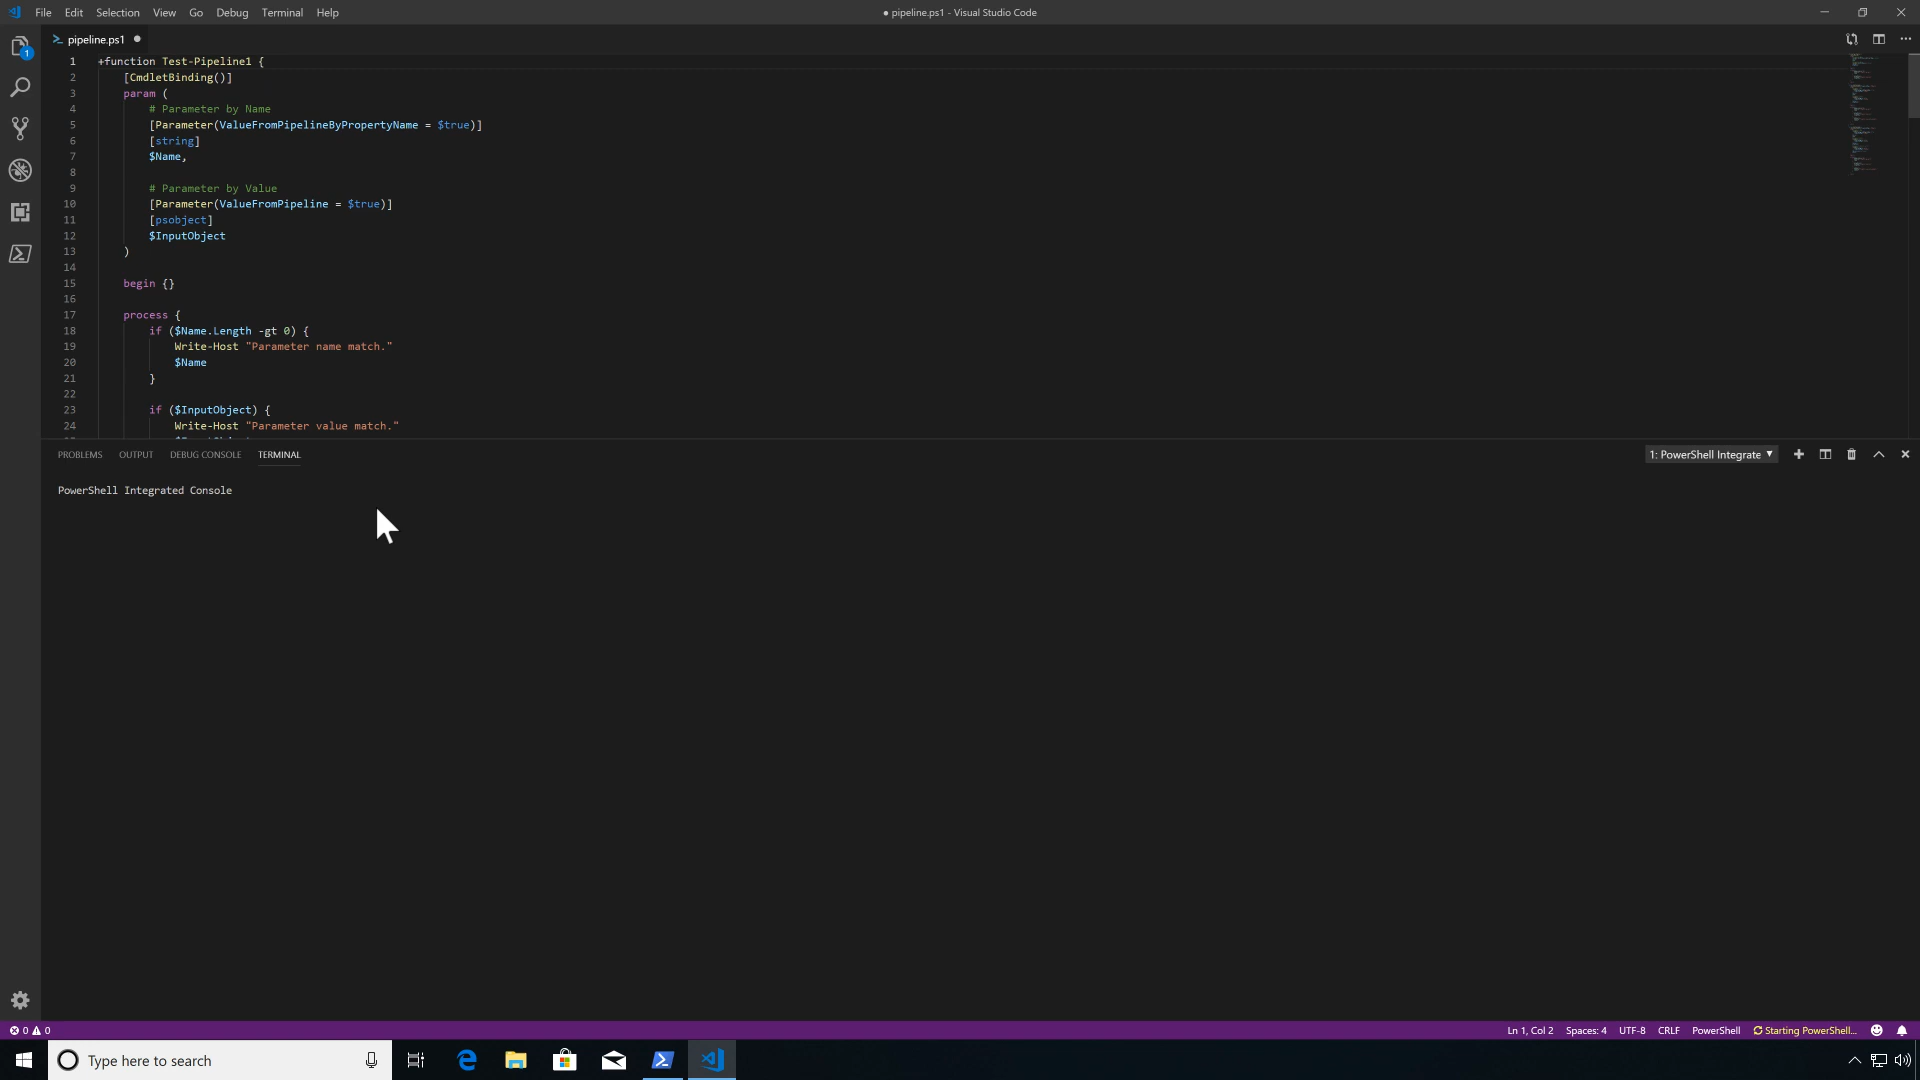 File Edit Selection View Go Debug Terminal Help
● pipeline.ps1 - Visual Studio Code
1
pipeline.ps1
1 +function Test-Pipeline1 {
2 [CmdletBinding()]
3 param (
4 # Parameter by Name
5 [Parameter(ValueFromPipelineByPropertyName = $true)]
6 [string]
7 $Name,
8
9 # Parameter by Value
10 [Parameter(ValueFromPipeline = $true)]
11 [psobject]
12 $InputObject
13 )
14
15 begin {}
16
17 process {
18 if ($Name.Length -gt 0) {
19 Write-Host "Parameter name match."
20 $Name
21 }
22
23 if ($InputObject) {
24 Write-Host "Parameter value match."
PROBLEMS OUTPUT DEBUG CONSOLE TERMINAL
1: PowerShell Integrate
PowerShell Integrated Console
0 0
Ln 1, Col 2 Spaces: 4 UTF-8 CRLF PowerShell Starting PowerShell...
Type here to search